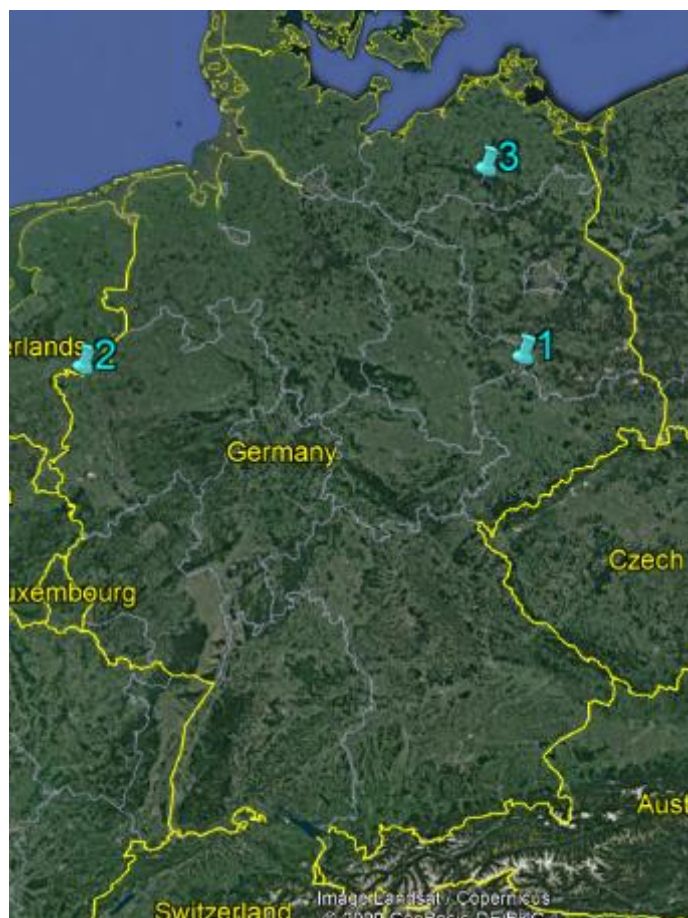 3
1
erlands
2
Germany
Czech
uxembourg
Aust
Image Landsat / Copernicus
Switzerland